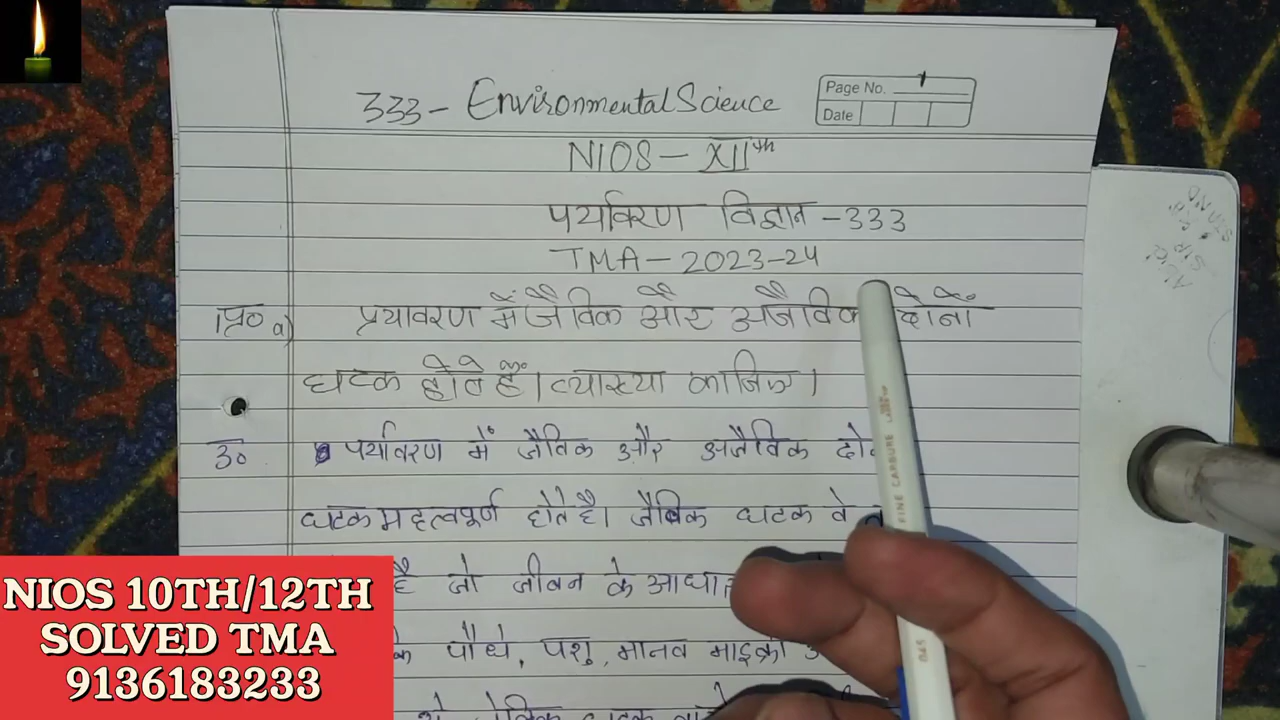 333- Environmental Science
Page No. 1
Date
NIOS - XIIth
पर्यावरण विज्ञान -333
TMA - 2023-24
प्र० a) प्रयावरण में जैविक और अजैविक दोनों
घटक होते हैं। व्याख्या कीजिए।
उ० पर्यावरण में जैविक और अजैविक
घटक महत्वपूर्ण होते है। जैविक घटक वे
है जो जीवन के
पौधे, पशु, मानव
NIOS 10TH/12TH
SOLVED TMA
9136183233
FINE CARBURE